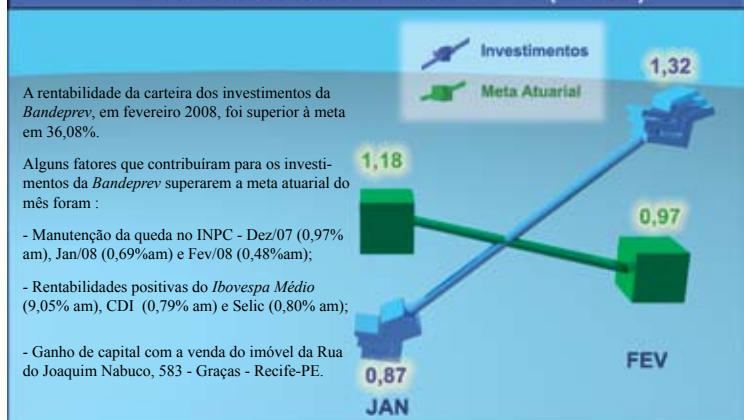 Investimentos
Meta Atuarial
A rentabilidade da carteira dos investimentos da
Bandeprev, em fevereiro 2008, foi superior à meta
em 36,08%.
Alguns fatores que contribuíram para os investi-
mentos da Bandeprev superarem a meta atuarial do
mês foram :
- Manutenção da queda no INPC - Dez/07 (0,97%
am), Jan/08 (0,69%am) e Fev/08 (0,48%am);
- Rentabilidades positivas do Ibovespa Médio
(9,05% am), CDI (0,79% am) e Selic (0,80% am);
- Ganho de capital com a venda do imóvel da Rua
do Joaquim Nabuco, 583 - Graças - Recife-PE.
1,32
1,18
0,97
0,87
JAN
FEV